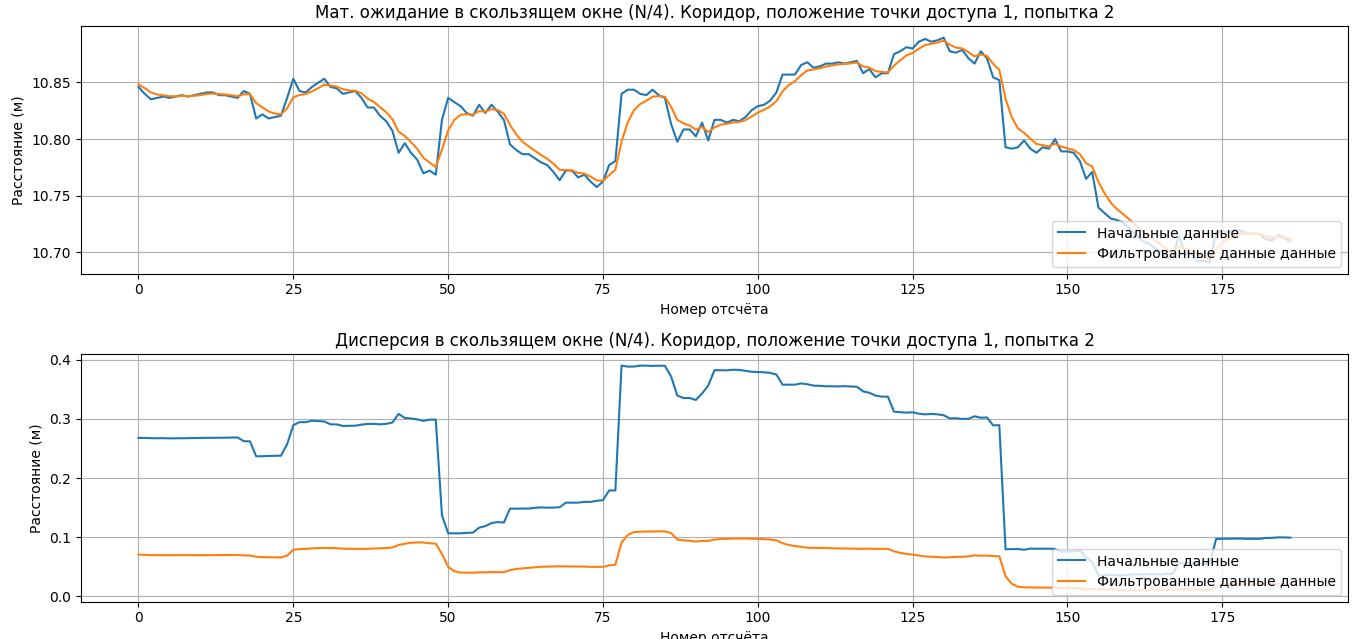 Мат. ожидание в скользящем окне (N/4). Коридор, положение точки доступа 1, попытка 2
Расстояние (м)
10.85
10.80
10.75
10.70
Начальные данные
Фильтрованные данные данные
0 25 50 75 100 125 150 175
Номер отсчёта
Дисперсия в скользящем окне (N/4). Коридор, положение точки доступа 1, попытка 2
Расстояние (м)
0.4
0.3
0.2
0.1
0.0
Начальные данные
Фильтрованные данные данные
0 25 50 75 100 125 150 175
Номер отсчёта